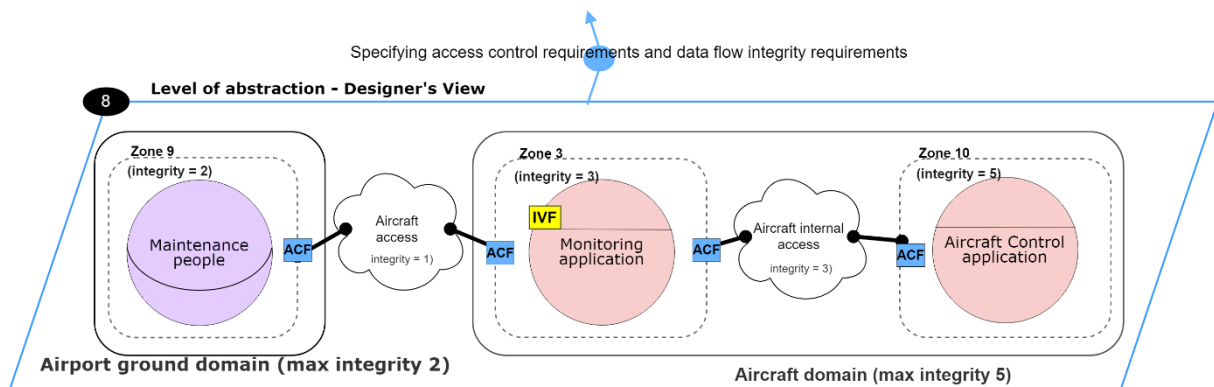 Specifying access control requirements and data flow integrity requirements
8
Level of abstraction - Designer's View
Zone 9
(integrity = 2)
Maintenance
people
ACF
Aircraft
access
integrity = 1)
ACF
Zone 3
(integrity = 3)
IVF
Monitoring
application
ACF
Aircraft internal
access
integrity = 3)
ACF
Zone 10
(integrity = 5)
Aircraft Control
application
Airport ground domain (max integrity 2)
Aircraft domain (max integrity 5)